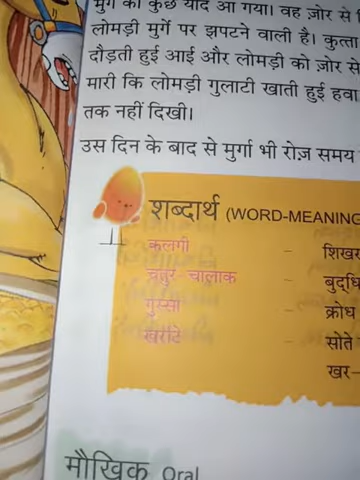 मुर्गे को कुछ याद आ गया। वह ज़ोर से
लोमड़ी मुर्गे पर झपटने वाली है। कुत्ता
दौड़ती हुई आई और लोमड़ी को ज़ोर से
मारी कि लोमड़ी गुलाटी खाती हुई हवा
तक नहीं दिखी।
उस दिन के बाद से मुर्गा भी रोज़ समय
शब्दार्थ (WORD-MEANING
कलगी – शिखर
चतुर-चालाक – बुद्धि
गुस्सा – क्रोध
खर्राटे – सोते
खर-
मौखिक Oral